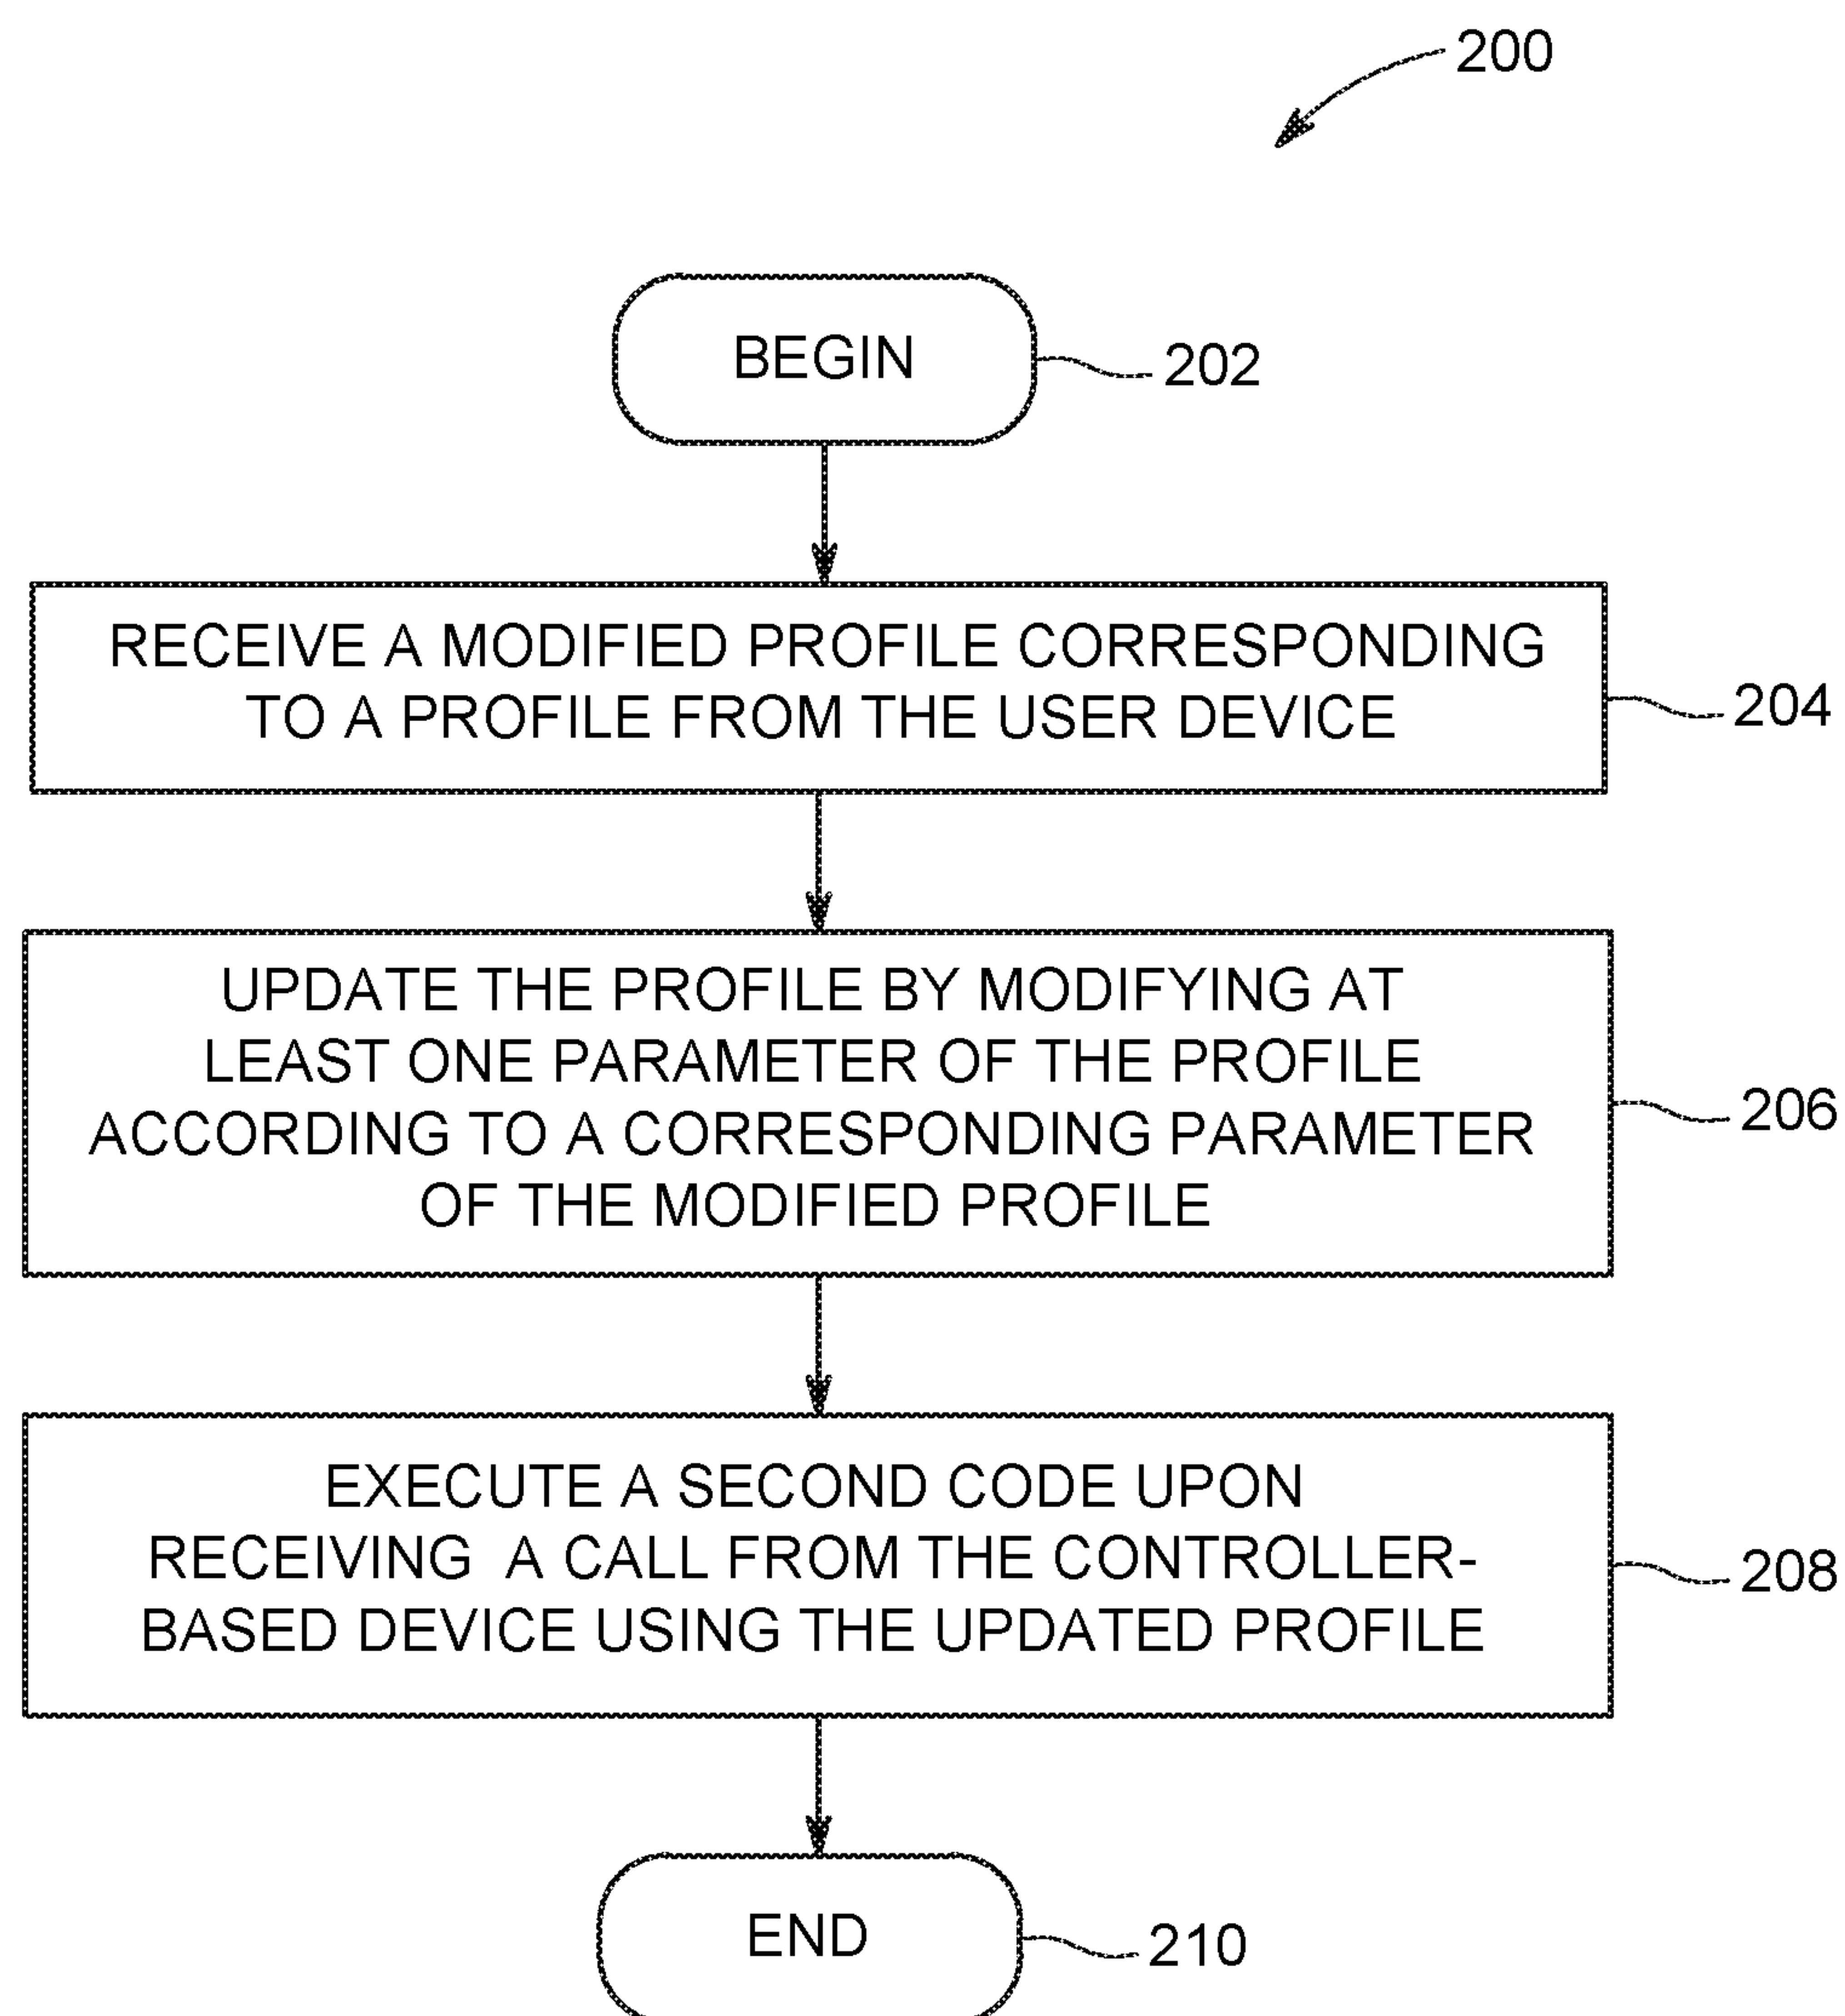 200
BEGIN
202
RECEIVE A MODIFIED PROFILE CORRESPONDING
TO A PROFILE FROM THE USER DEVICE
204
UPDATE THE PROFILE BY MODIFYING AT
LEAST ONE PARAMETER OF THE PROFILE
ACCORDING TO A CORRESPONDING PARAMETER
OF THE MODIFIED PROFILE
206
EXECUTE A SECOND CODE UPON
RECEIVING A CALL FROM THE CONTROLLER-
BASED DEVICE USING THE UPDATED PROFILE
208
END
210